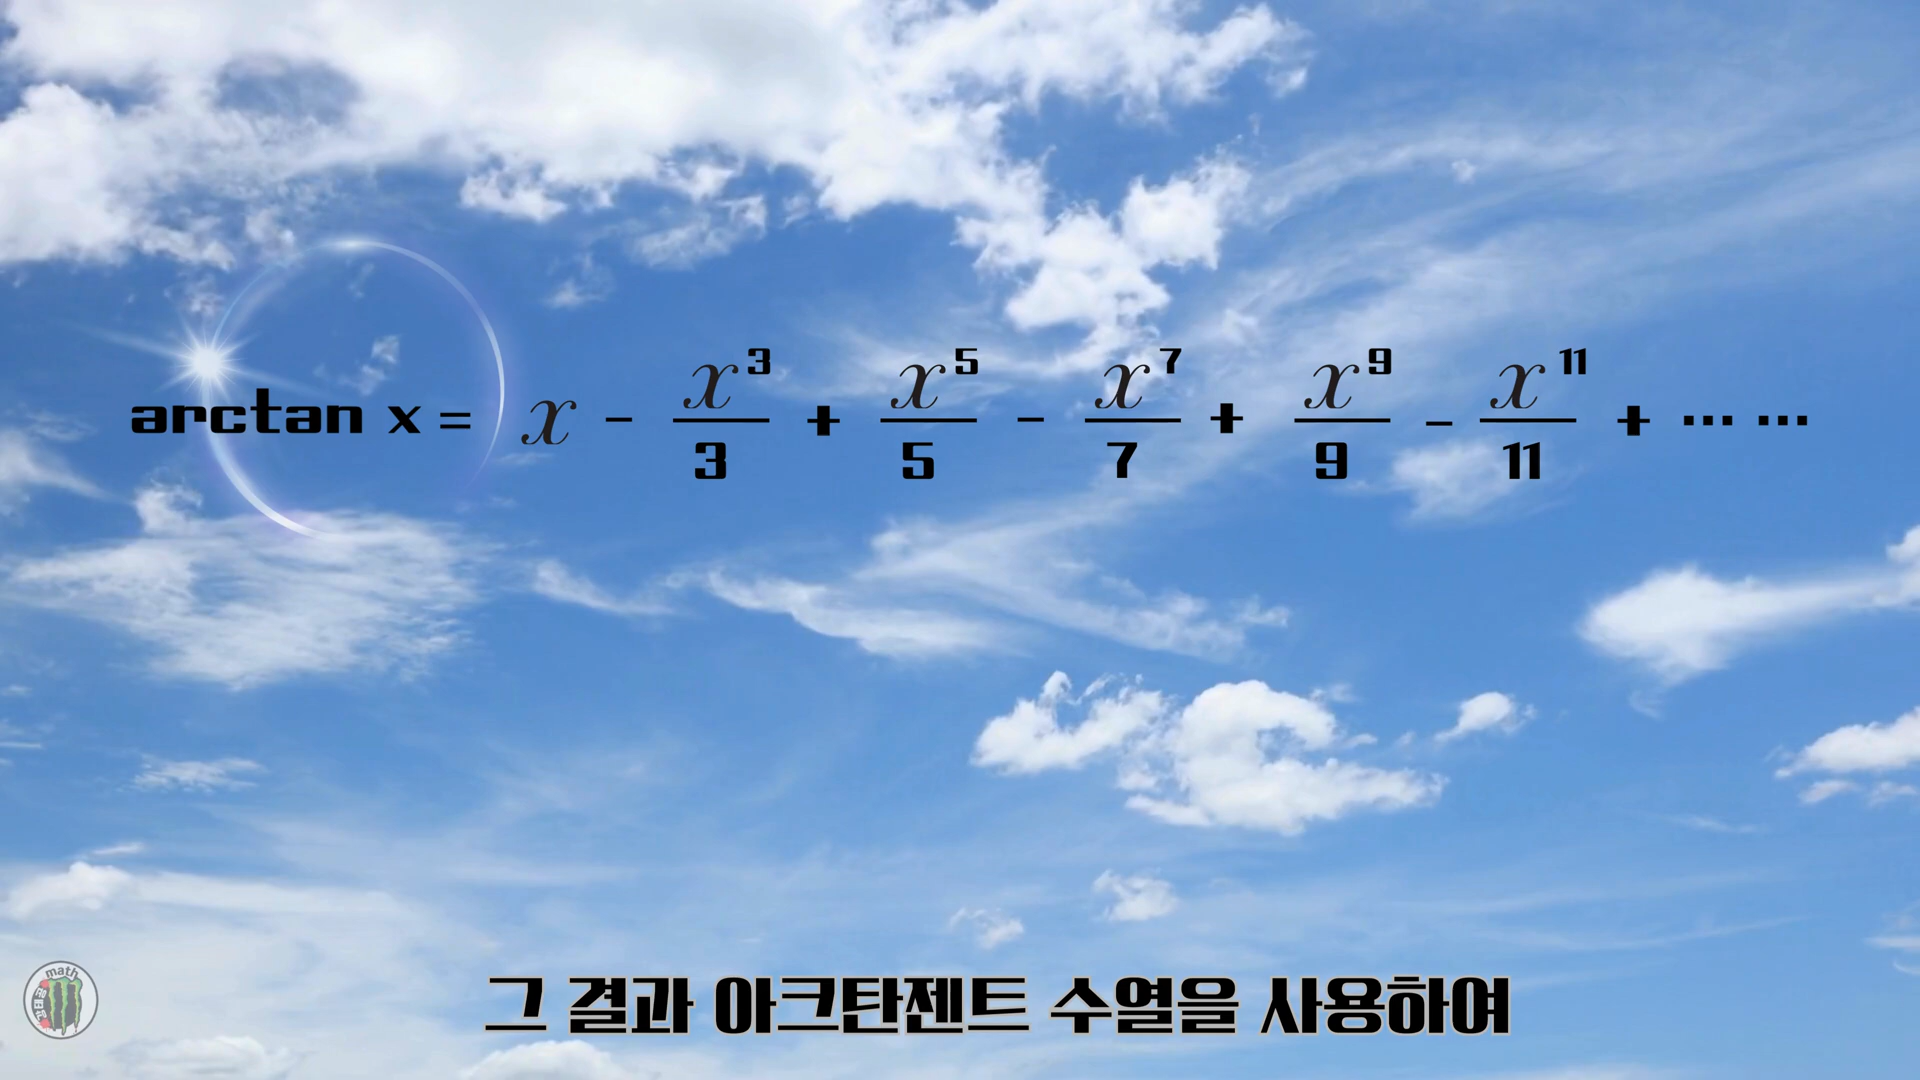 arctan x = x - x³/3 + x⁵/5 - x⁷/7 + x⁹/9 - x¹¹/11 + ⋯ ⋯
math
그 결과 아크탄젠트 수열을 사용하여